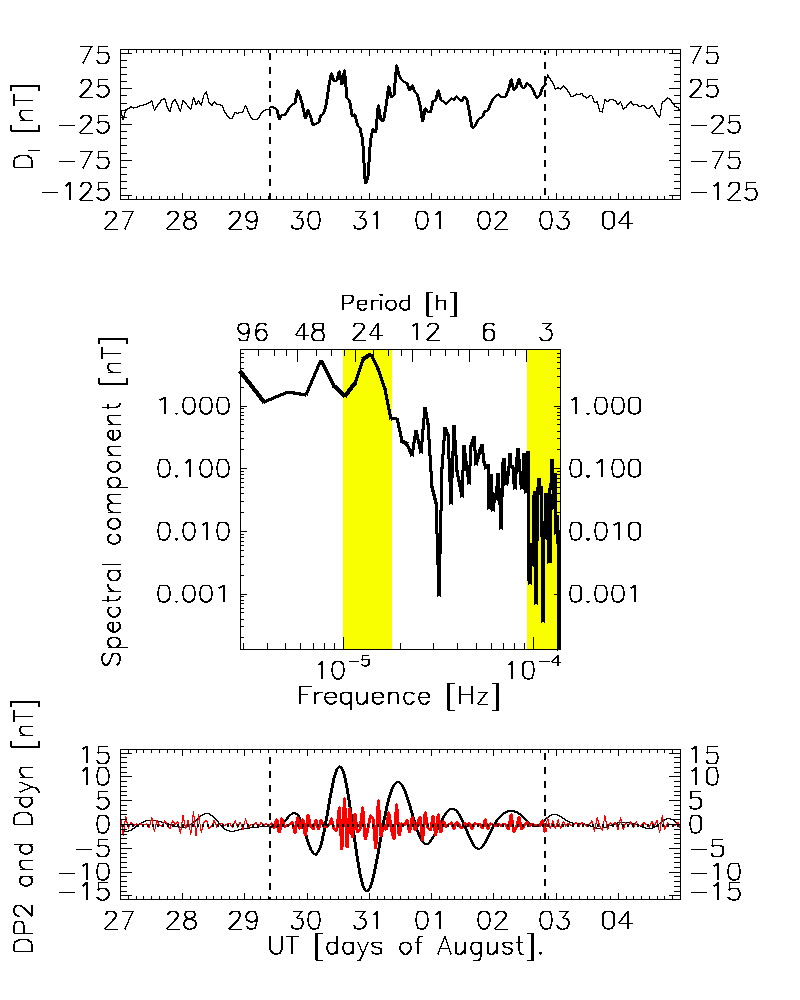 75 75
25 25
−25 −25
−75 −75
−125 −125
D_I [nT]
27 28 29 30 31 01 02 03 04
Period [h]
96 48 24 12 6 3
1.000 1.000
0.100 0.100
0.010 0.010
0.001 0.001
Spectral component [nT]
10^−5 10^−4
Frequence [Hz]
15 15
10 10
5 5
0 0
−5 −5
−10 −10
−15 −15
DP2 and Ddyn [nT]
27 28 29 30 31 01 02 03 04
UT [days of August].